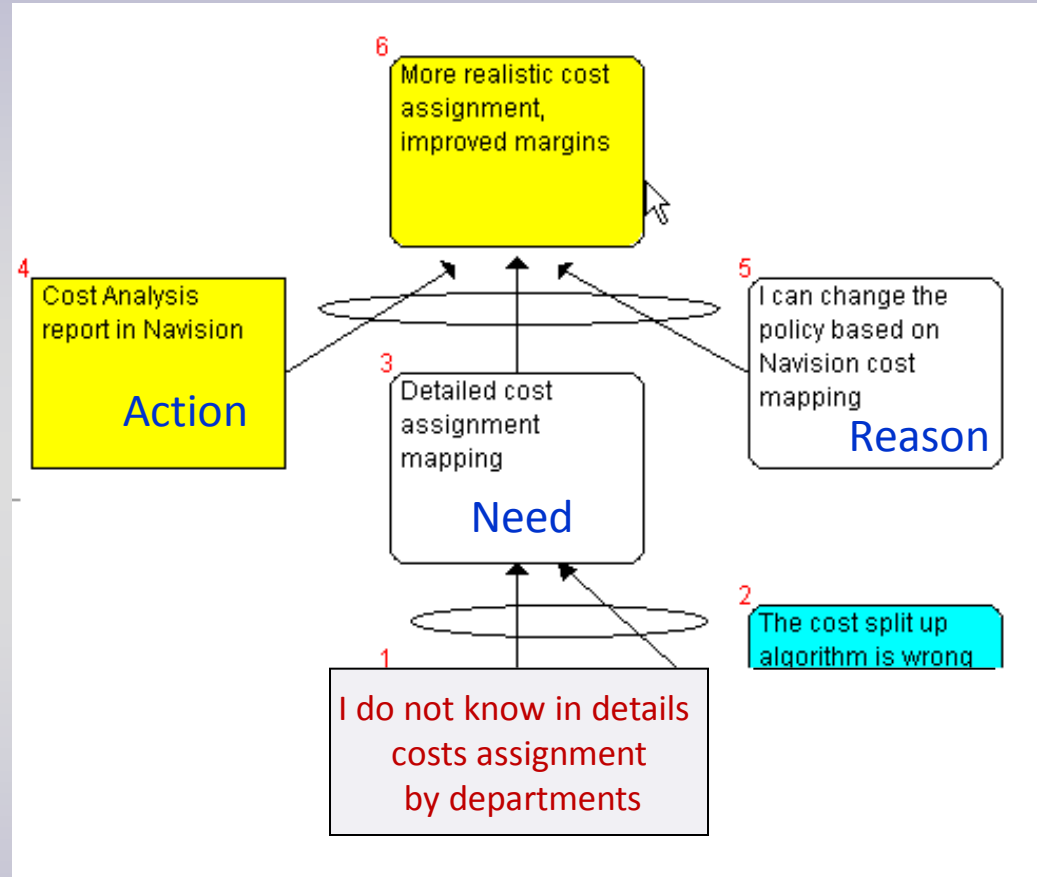 6
More realistic cost
assignment,
improved margins
4
Cost Analysis
report in Navision
Action
5
I can change the
policy based on
Navision cost
mapping
Reason
3
Detailed cost
assignment
mapping
Need
2
The cost split up
algorithm is wrong
1
I do not know in details
costs assignment
by departments